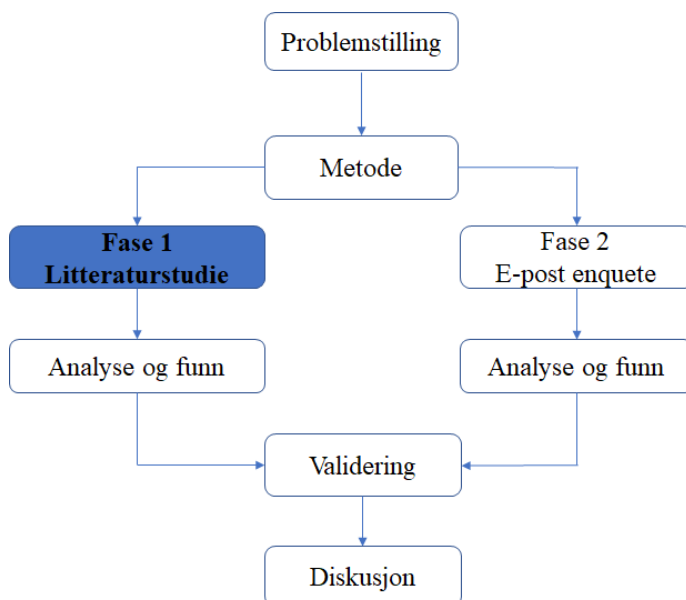 Problemstilling
Metode
Fase 1
Litteraturstudie
Fase 2
E-post enquete
Analyse og funn
Analyse og funn
Validering
Diskusjon